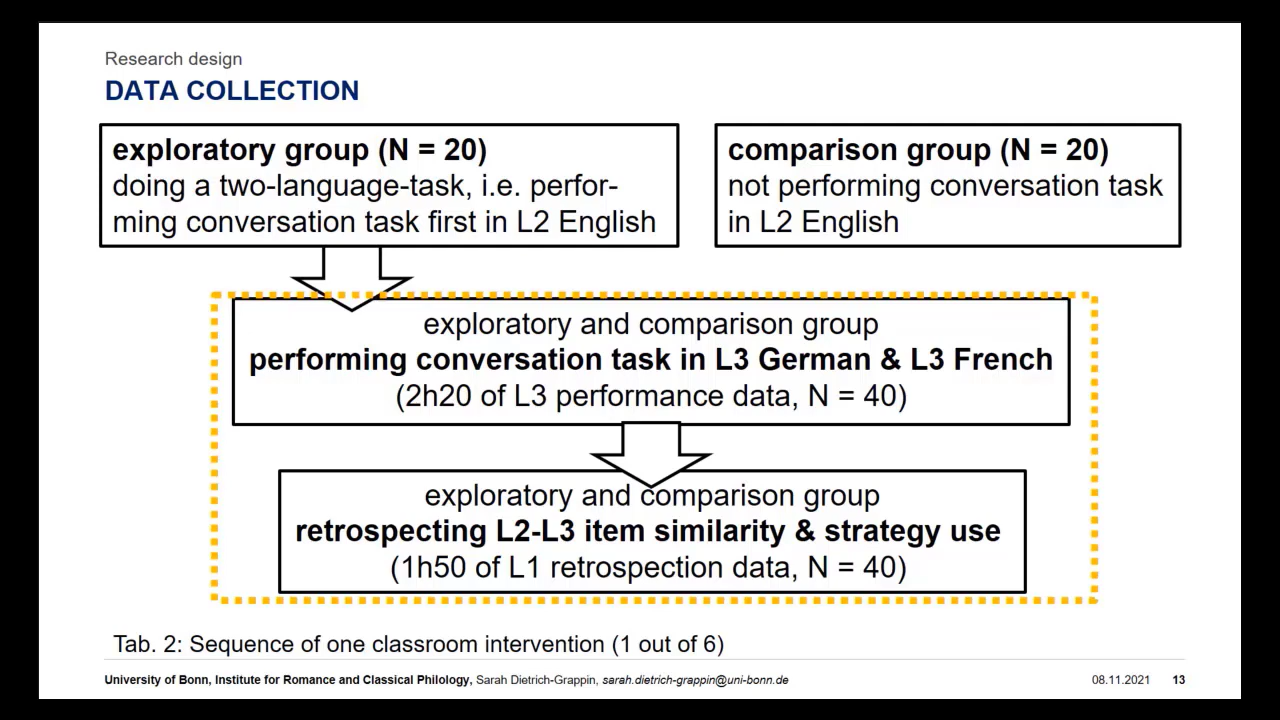 Research design
DATA COLLECTION
exploratory group (N = 20)
doing a two-language-task, i.e. perfor-
ming conversation task first in L2 English
comparison group (N = 20)
not performing conversation task
in L2 English
exploratory and comparison group
performing conversation task in L3 German & L3 French
(2h20 of L3 performance data, N = 40)
exploratory and comparison group
retrospecting L2-L3 item similarity & strategy use
(1h50 of L1 retrospection data, N = 40)
Tab. 2: Sequence of one classroom intervention (1 out of 6)
University of Bonn, Institute for Romance and Classical Philology, Sarah Dietrich-Grappin, sarah.dietrich-grappin@uni-bonn.de 08.11.2021 13